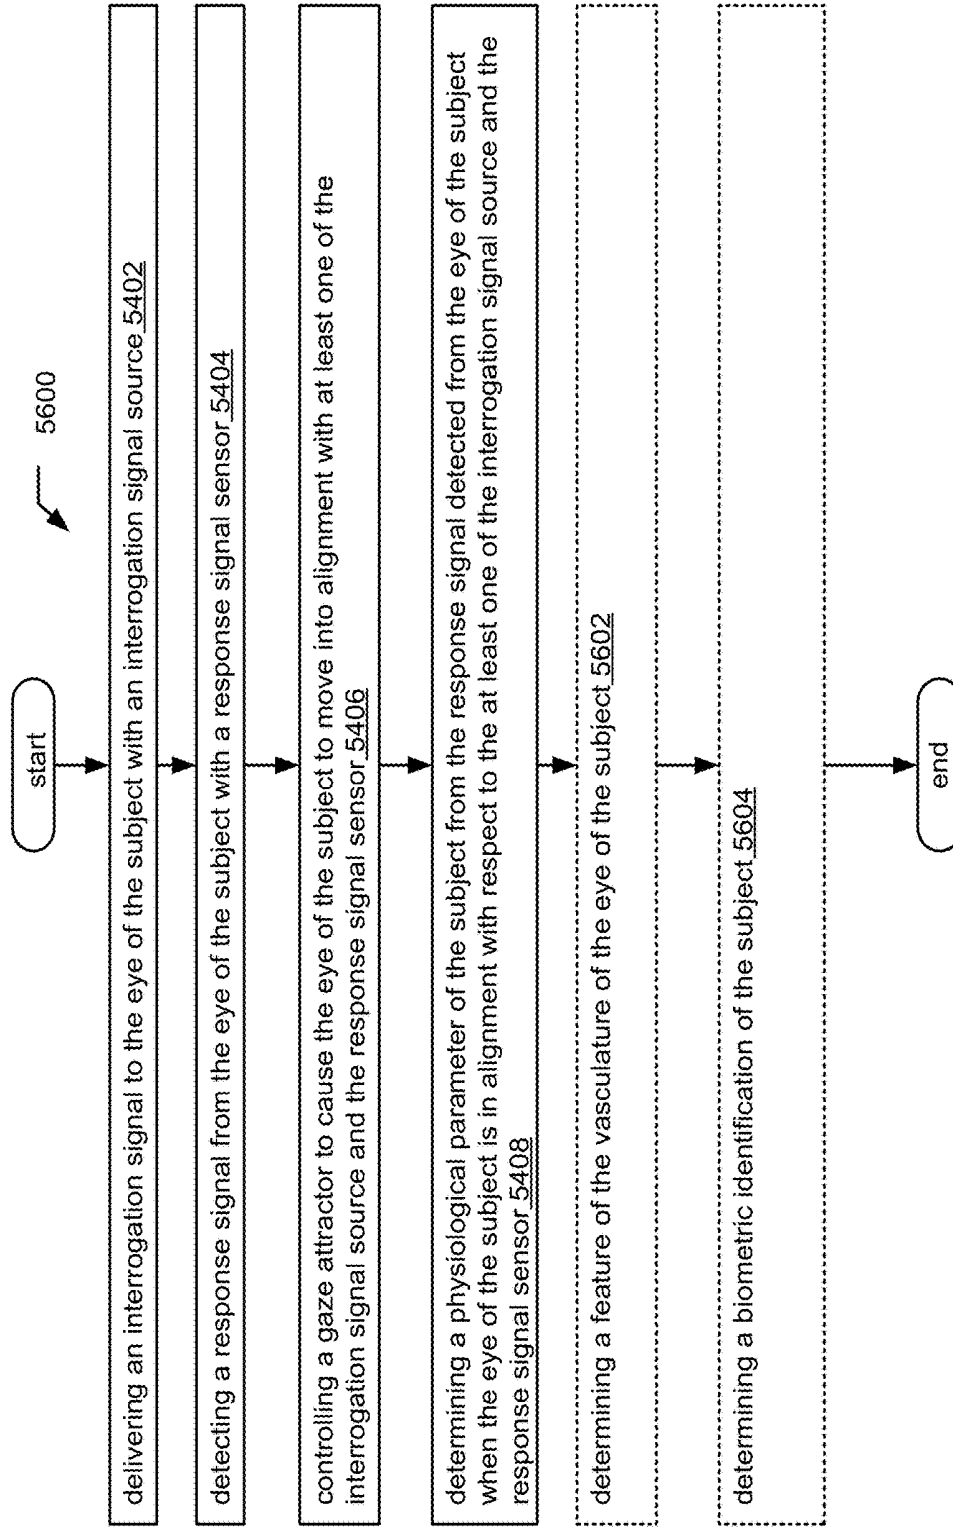 start
5600
delivering an interrogation signal to the eye of the subject with an interrogation signal source 5402
detecting a response signal from the eye of the subject with a response signal sensor 5404
controlling a gaze attractor to cause the eye of the subject to move into alignment with at least one of the
interrogation signal source and the response signal sensor 5406
determining a physiological parameter of the subject from the response signal detected from the eye of the subject
when the eye of the subject is in alignment with respect to the at least one of the interrogation signal source and the
response signal sensor 5408
determining a feature of the vasculature of the eye of the subject 5602
determining a biometric identification of the subject 5604
end